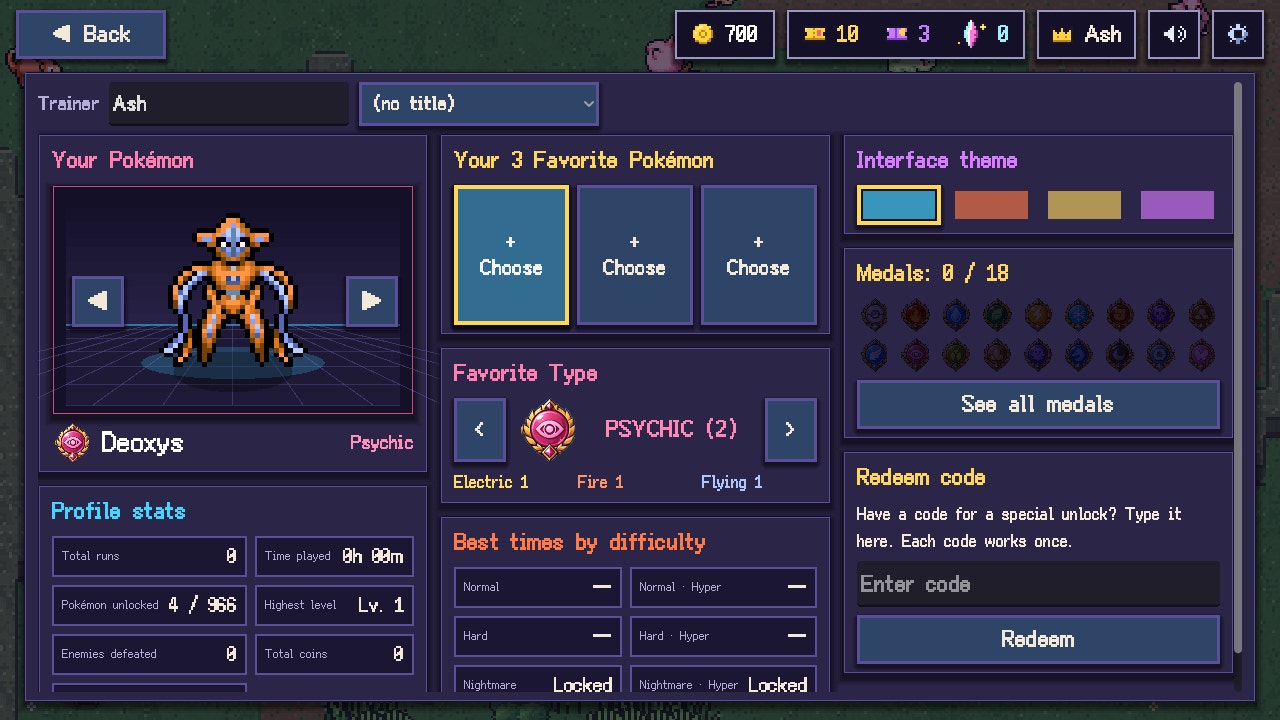 Back
700
10
3
0
Ash
Trainer
Ash
(no title)
Your Pokémon
Deoxys
Psychic
Profile stats
Total runs 0
Time played 0h 00m
Pokémon unlocked 4 / 966
Highest level Lv. 1
Enemies defeated 0
Total coins 0
Your 3 Favorite Pokémon
+
Choose
+
Choose
+
Choose
Favorite Type
<
PSYCHIC (2)
>
Electric 1
Fire 1
Flying 1
Best times by difficulty
Normal —
Normal · Hyper —
Hard —
Hard · Hyper —
Nightmare Locked
Nightmare · Hyper Locked
Interface theme
Medals: 0 / 18
See all medals
Redeem code
Have a code for a special unlock? Type it
here. Each code works once.
Enter code
Redeem